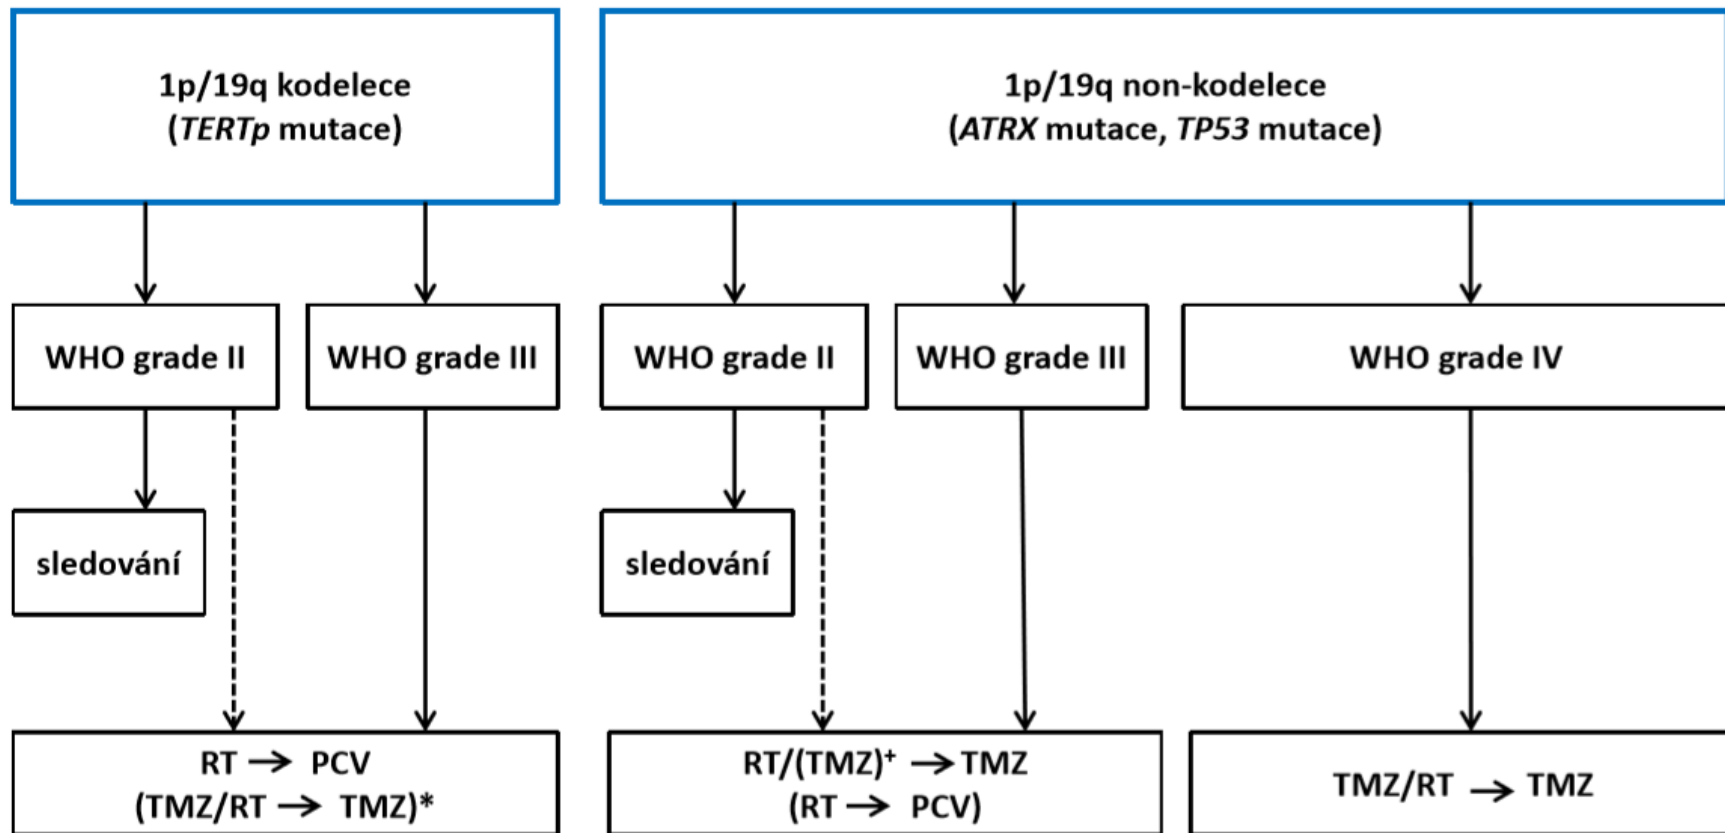 1p/19q kodelece
(TERTp mutace)
1p/19q non-kodelece
(ATRX mutace, TP53 mutace)
WHO grade II
WHO grade III
WHO grade II
WHO grade III
WHO grade IV
sledování
sledování
RT → PCV
(TMZ/RT → TMZ)*
RT/(TMZ)⁺ → TMZ
(RT → PCV)
TMZ/RT → TMZ